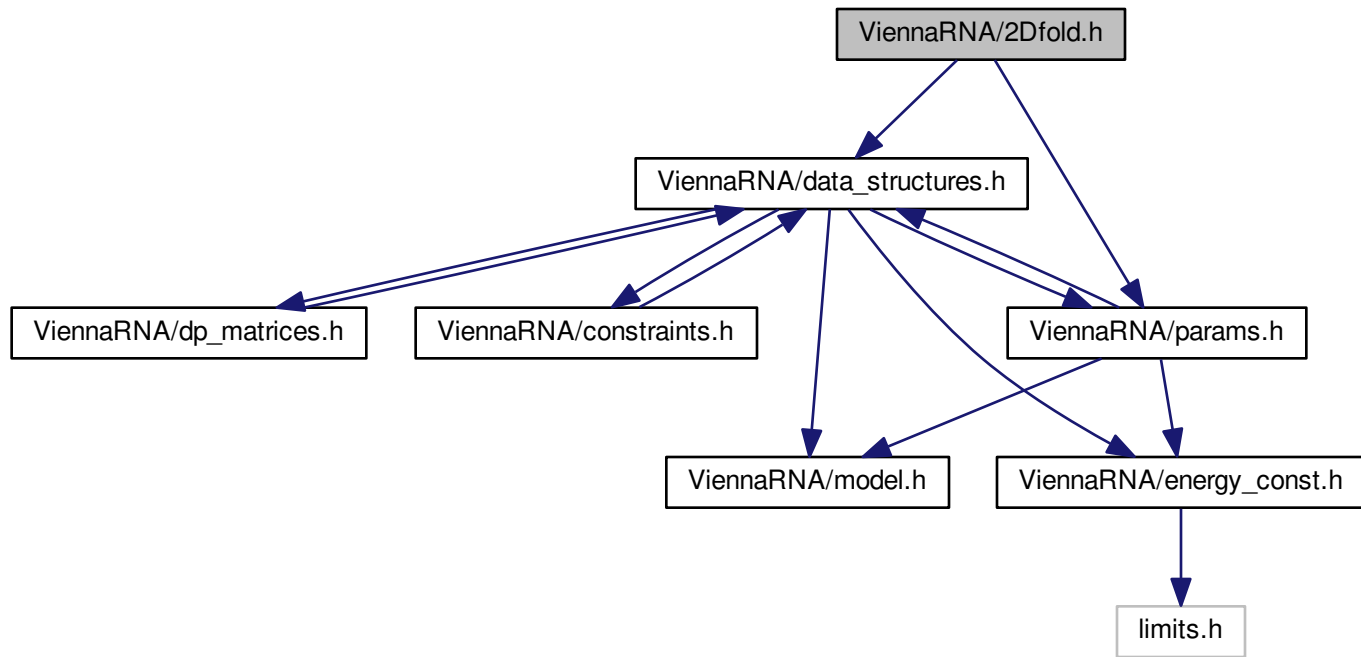 ViennaRNA/2Dfold.h
ViennaRNA/data_structures.h
ViennaRNA/dp_matrices.h
ViennaRNA/constraints.h
ViennaRNA/params.h
ViennaRNA/model.h
ViennaRNA/energy_const.h
limits.h